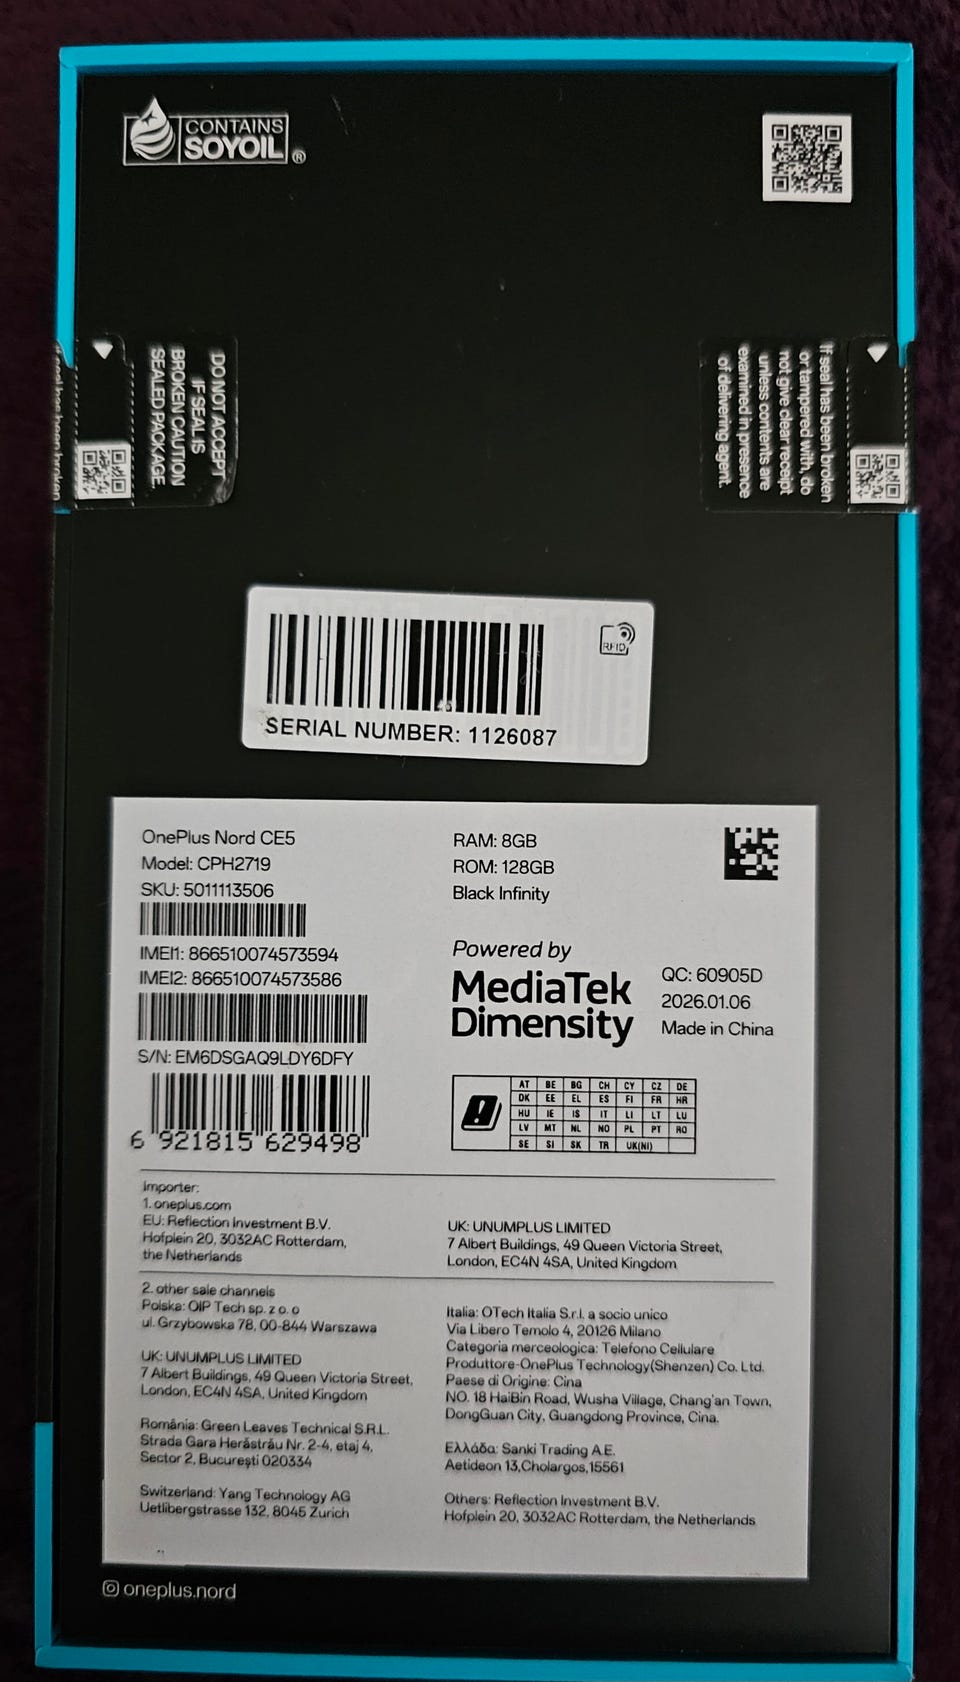 CONTAINS
SOYOIL ®
DO NOT ACCEPT
IF SEAL IS
BROKEN CAUTION
SEALED PACKAGE.
If seal has been broken
or tampered with, do
not give clear receipt
unless contents are
examined in presence
of delivering agent.
RFID
SERIAL NUMBER: 1126087
OnePlus Nord CE5
Model: CPH2719
SKU: 5011113506
IMEI1: 866510074573594
IMEI2: 866510074573586
S/N: EM6DSGAQ9LDY6DFY
6 921815 629498
RAM: 8GB
ROM: 128GB
Black Infinity
Powered by
MediaTek
Dimensity
QC: 60905D
2026.01.06
Made in China
AT BE BG CH CY CZ DE
DK EE EL ES FI FR HR
HU IE IS IT LI LT LU
LV MT NL NO PL PT RO
SE SI SK TR UK(NI)
Importer:
1. oneplus.com
EU: Reflection Investment B.V.
Hofplein 20, 3032AC Rotterdam,
the Netherlands
UK: UNUMPLUS LIMITED
7 Albert Buildings, 49 Queen Victoria Street,
London, EC4N 4SA, United Kingdom
2. other sale channels
Polska: OIP Tech sp. z o. o
ul. Grzybowska 78, 00-844 Warszawa
UK: UNUMPLUS LIMITED
7 Albert Buildings, 49 Queen Victoria Street,
London, EC4N 4SA, United Kingdom
România: Green Leaves Technical S.R.L.
Strada Gara Herăstrău Nr. 2-4, etaj 4,
Sector 2, Bucureşti 020334
Switzerland: Yang Technology AG
Uetlibergstrasse 132, 8045 Zurich
Italia: OTech Italia S.r.l. a socio unico
Via Libero Temolo 4, 20126 Milano
Categoria merceologica: Telefono Cellulare
Produttore-OnePlus Technology(Shenzen) Co. Ltd.
Paese di Origine: Cina
NO. 18 HaiBin Road, Wusha Village, Chang'an Town,
DongGuan City, Guangdong Province, Cina.
Ελλάδα: Sanki Trading A.E.
Aetideon 13,Cholargos,15561
Others: Reflection Investment B.V.
Hofplein 20, 3032AC Rotterdam, the Netherlands
oneplus.nord